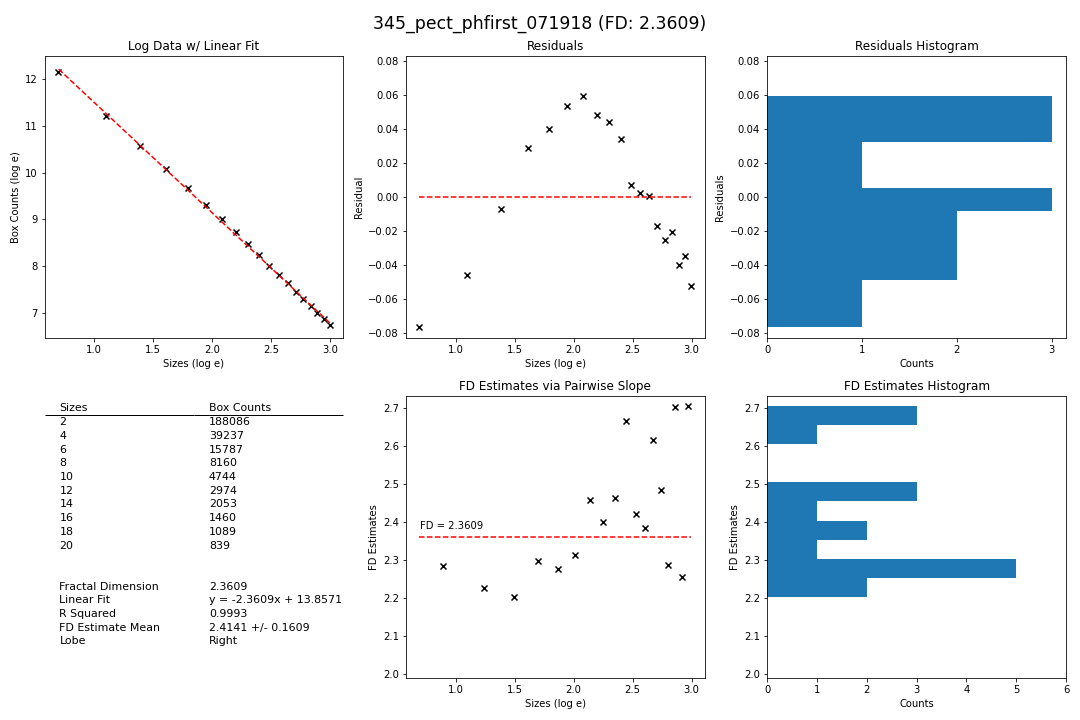 345_pect_phfirst_071918 (FD: 2.3609)
Log Data w/ Linear Fit
12
11
10
9
8
7
Box Counts (log e)
1.0 1.5 2.0 2.5 3.0
Sizes (log e)
Residuals
0.08
0.06
0.04
0.02
0.00
−0.02
−0.04
−0.06
−0.08
Residual
1.0 1.5 2.0 2.5 3.0
Sizes (log e)
Residuals Histogram
0.08
0.06
0.04
0.02
0.00
−0.02
−0.04
−0.06
−0.08
Residuals
0 1 2 3
Counts
Sizes Box Counts
2 188086
4 39237
6 15787
8 8160
10 4744
12 2974
14 2053
16 1460
18 1089
20 839
Fractal Dimension 2.3609
Linear Fit y = -2.3609x + 13.8571
R Squared 0.9993
FD Estimate Mean 2.4141 +/- 0.1609
Lobe Right
FD Estimates via Pairwise Slope
2.7
2.6
2.5
2.4
2.3
2.2
2.1
2.0
FD Estimates
FD = 2.3609
1.0 1.5 2.0 2.5 3.0
Sizes (log e)
FD Estimates Histogram
2.7
2.6
2.5
2.4
2.3
2.2
2.1
2.0
FD Estimates
0 1 2 3 4 5 6
Counts